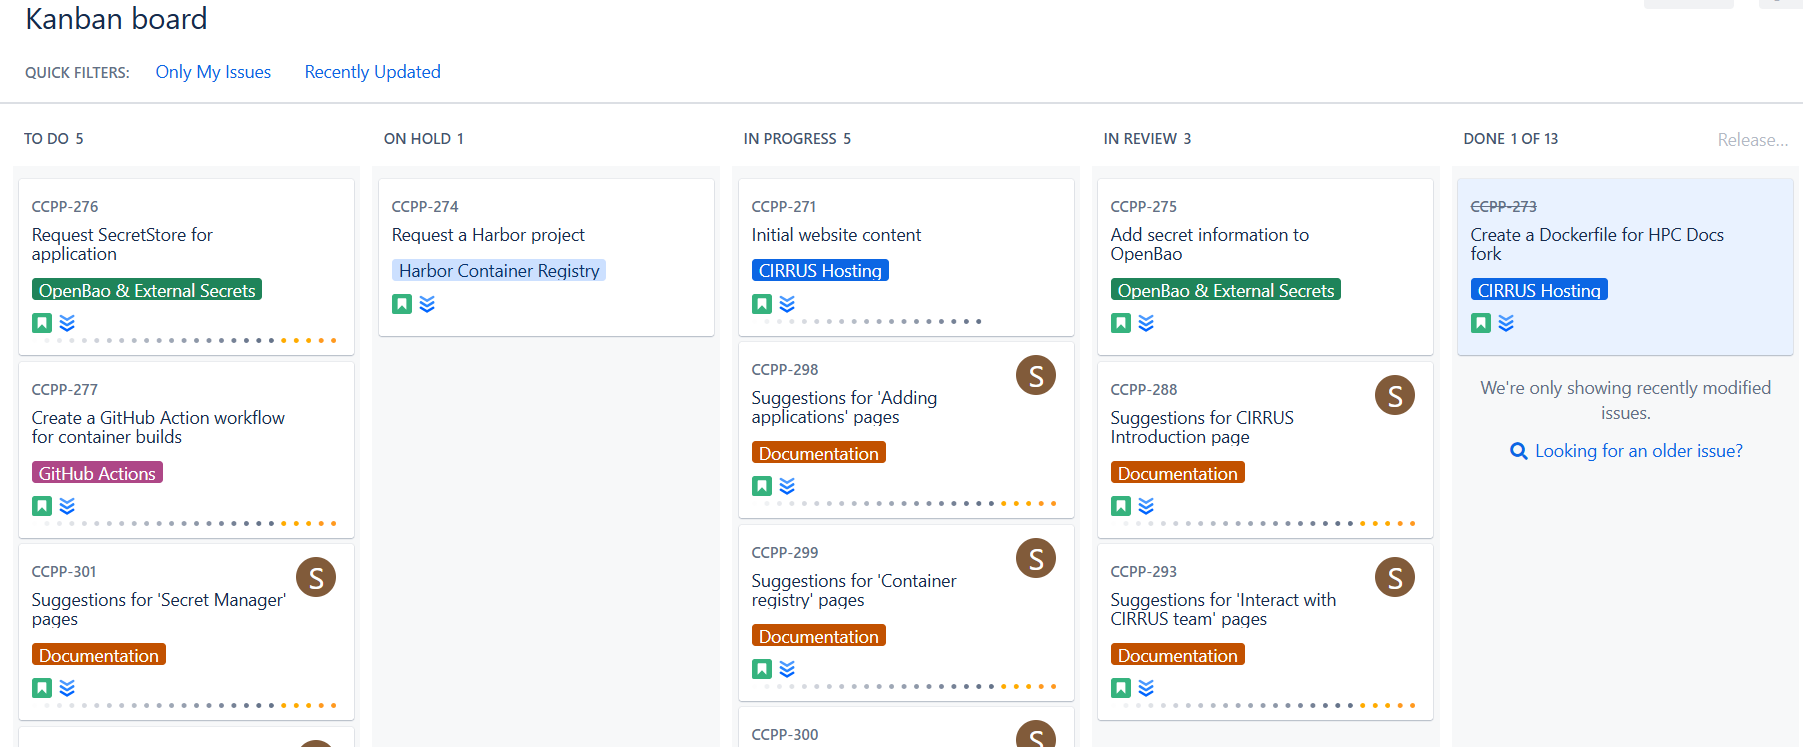 Kanban board
QUICK FILTERS: Only My Issues Recently Updated
TO DO 5
CCPP-276
Request SecretStore for
application
OpenBao & External Secrets
CCPP-277
Create a GitHub Action workflow
for container builds
GitHub Actions
CCPP-301
S
Suggestions for 'Secret Manager'
pages
Documentation
ON HOLD 1
CCPP-274
Request a Harbor project
Harbor Container Registry
IN PROGRESS 5
CCPP-271
Initial website content
CIRRUS Hosting
CCPP-298
S
Suggestions for 'Adding
applications' pages
Documentation
CCPP-299
S
Suggestions for 'Container
registry' pages
Documentation
CCPP-300
S
IN REVIEW 3
CCPP-275
Add secret information to
OpenBao
OpenBao & External Secrets
CCPP-288
S
Suggestions for CIRRUS
Introduction page
Documentation
CCPP-293
S
Suggestions for 'Interact with
CIRRUS team' pages
Documentation
DONE 1 OF 13
Release...
CCPP-273
Create a Dockerfile for HPC Docs
fork
CIRRUS Hosting
We're only showing recently modified
issues.
Looking for an older issue?